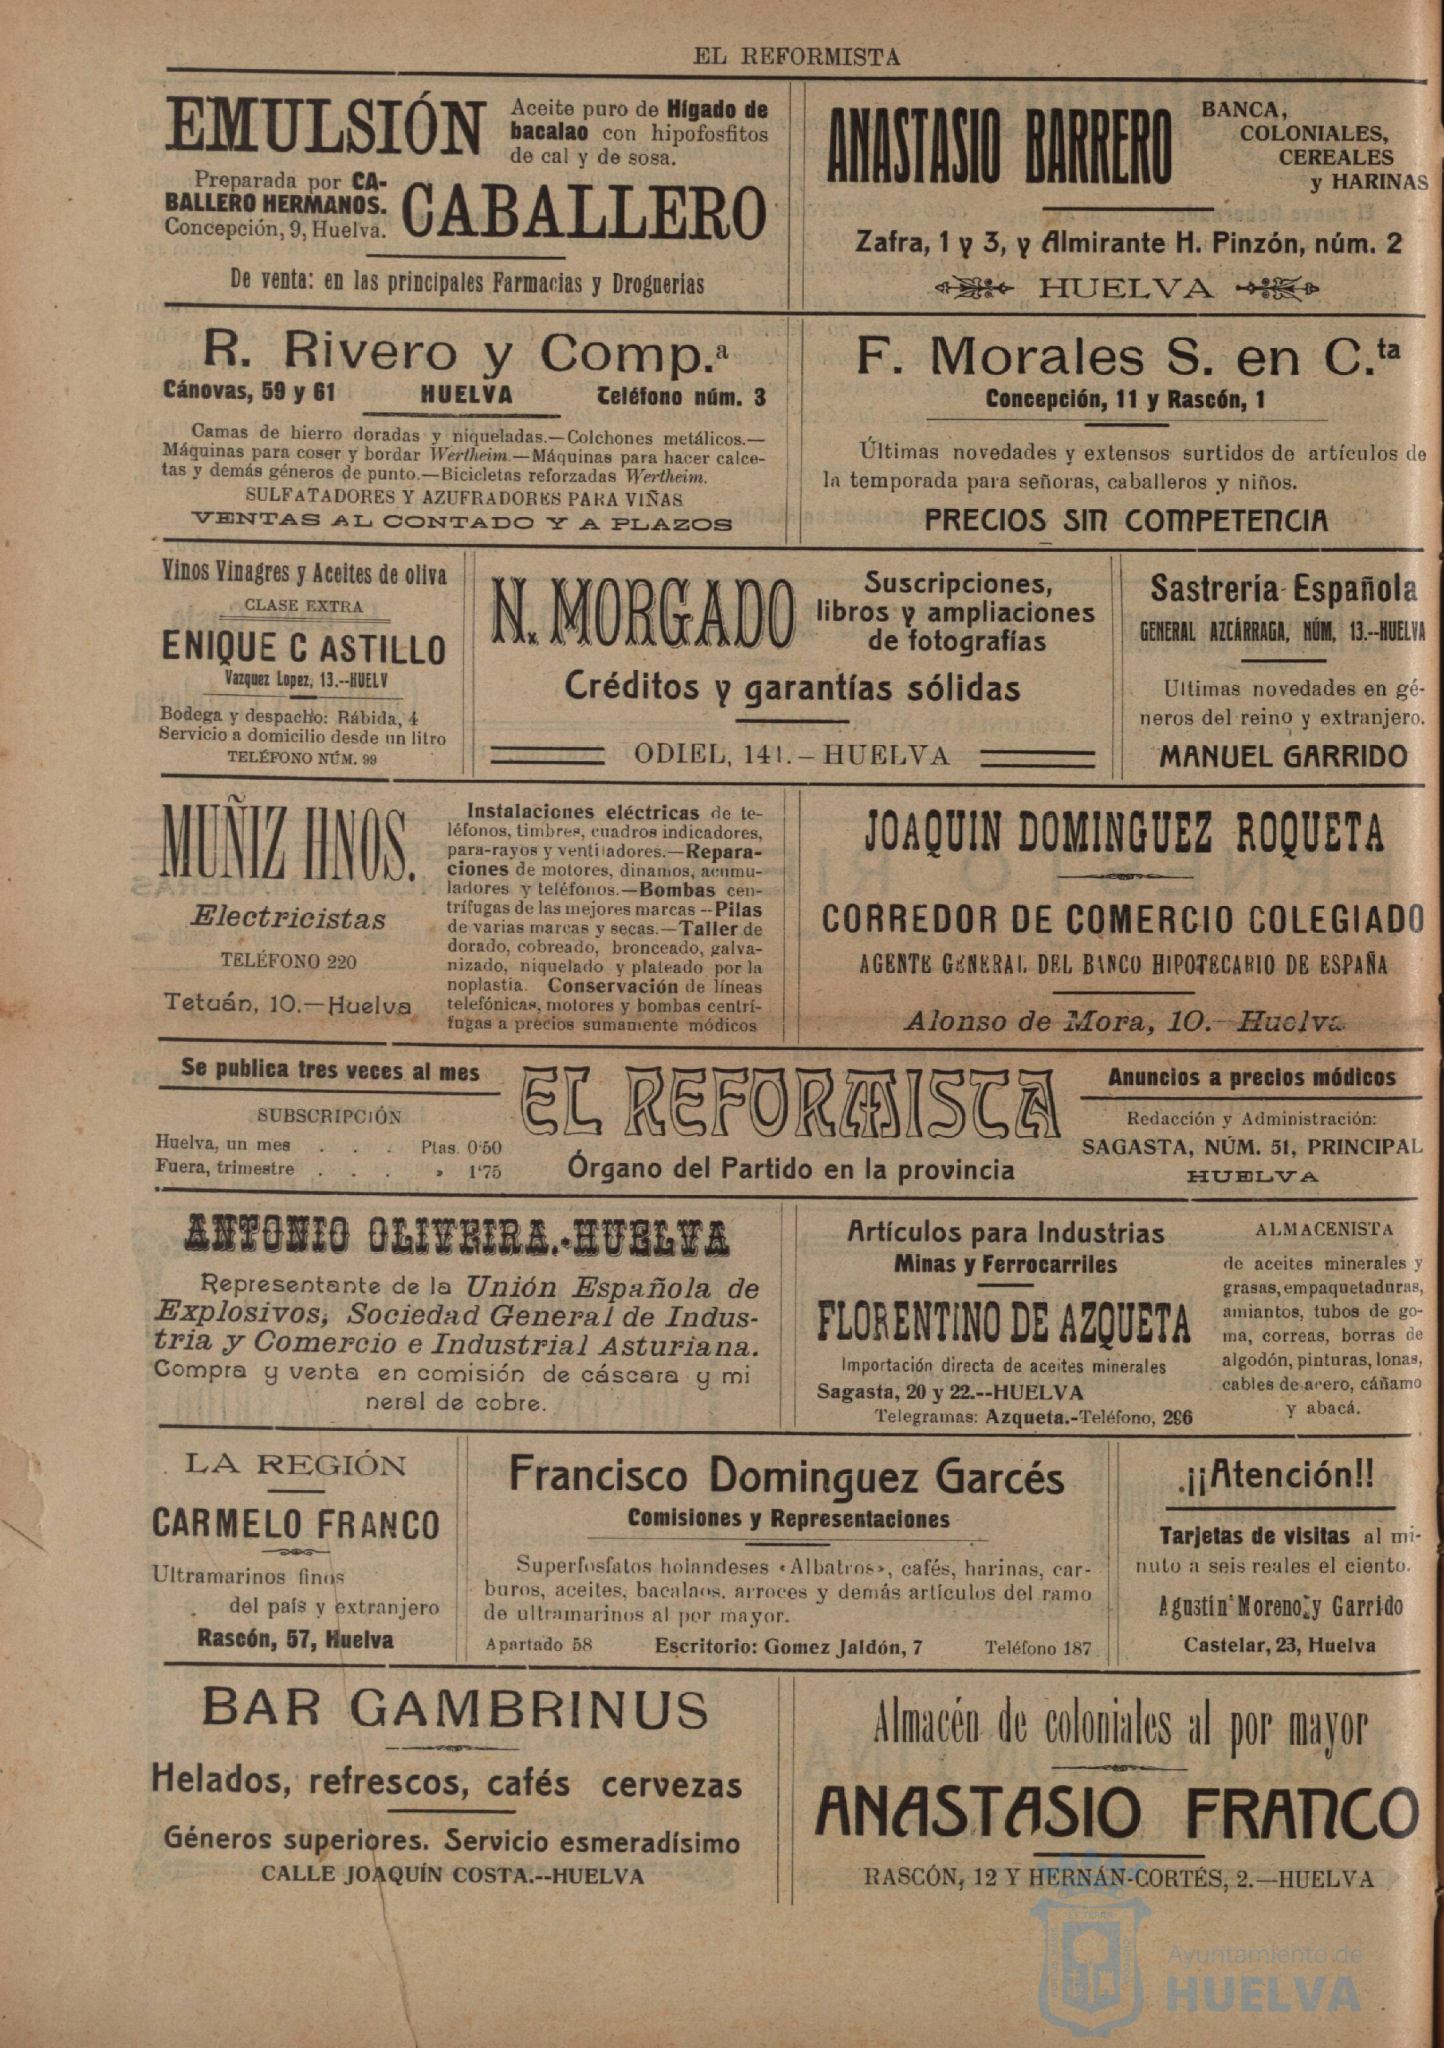 EL REFORMISTA
EMULSIÓN
Aceite puro de Hígado de
bacalao con hipofosfitos
de cal y de sosa.
Preparada por CA-
BALLERO HERMANOS.
Concepción, 9, Huelva.
CABALLERO
De venta: en las principales Farmacias y Droguerias
ANASTASIO BARRERO
BANCA,
COLONIALES,
CEREALES
y HARINAS
Zafra, 1 y 3, y Almirante H. Pinzón, núm. 2
HUELVA
R. Rivero y Comp.ª
Cánovas, 59 y 61 HUELVA Teléfono núm. 3
Camas de hierro doradas y niqueladas.—Colchones metálicos.—
Máquinas para coser y bordar Wertheim.—Máquinas para hacer calce-
tas y demás géneros de punto.—Bicicletas reforzadas Wertheim.
SULFATADORES Y AZUFRADORES PARA VIÑAS
VENTAS AL CONTADO Y A PLAZOS
F. Morales S. en C.ta
Concepción, 11 y Rascón, 1
Últimas novedades y extensos surtidos de artículos de
la temporada para señoras, caballeros y niños.
PRECIOS SIN COMPETENCIA
Vinos Vinagres y Aceites de oliva
CLASE EXTRA
ENIQUE C ASTILLO
Vazquez Lopez, 13.--HUELV
Bodega y despacho: Rábida, 4
Servicio a domicilio desde un litro
TELÉFONO NÚM. 99
N. MORGADO
Suscripciones,
libros y ampliaciones
de fotografías
Créditos y garantías sólidas
ODIEL, 141.—HUELVA
Sastrería Española
GENERAL AZCÁRRAGA, NÚM, 13.--HUELVA
Ultimas novedades en gé-
neros del reino y extranjero.
MANUEL GARRIDO
MUÑIZ HNOS.
Electricistas
TELÉFONO 220
Tetuán, 10.—Huelva
Instalaciones eléctricas de te-
léfonos, timbres, cuadros indicadores,
para-rayos y ventiladores.—Repara-
ciones de motores, dinamos, acumu-
ladores y teléfonos.—Bombas cen-
trífugas de las mejores marcas --Pilas
de varias marcas y secas.—Taller de
dorado, cobreado, bronceado, galva-
nizado, niquelado y plateado por la
noplastia. Conservación de líneas
telefónicas, motores y bombas centrí-
fugas a precios sumamente módicos
JOAQUIN DOMINGUEZ ROQUETA
CORREDOR DE COMERCIO COLEGIADO
AGENTE GENERAL DEL BANCO HIPOTECARIO DE ESPAÑA
Alonso de Mora, 10.—Huelva
Se publica tres veces al mes
SUBSCRIPCIÓN
Huelva, un mes . . . Ptas. 0'50
Fuera, trimestre . . . » 1'75
EL REFORMISTA
Órgano del Partido en la provincia
Anuncios a precios módicos
Redacción y Administración:
SAGASTA, NÚM. 51, PRINCIPAL
HUELVA
ANTONIO OLIVEIRA.-HUELVA
Representante de la Unión Española de
Explosivos, Sociedad General de Indus-
tria y Comercio e Industrial Asturiana.
Compra y venta en comisión de cáscara y mi
neral de cobre.
Artículos para Industrias
Minas y Ferrocarriles
FLORENTINO DE AZQUETA
Importación directa de aceites minerales
Sagasta, 20 y 22.--HUELVA
Telegramas: Azqueta.-Teléfono, 296
ALMACENISTA
de aceites minerales y
grasas, empaquetaduras,
amiantos, tubos de go-
ma, correas, borras de
algodón, pinturas, lonas,
cables de acero, cáñamo
y abacá.
LA REGIÓN
CARMELO FRANCO
Ultramarinos finos
del país y extranjero
Rascón, 57, Huelva
Francisco Dominguez Garcés
Comisiones y Representaciones
Superfosfatos holandeses «Albatros», cafés, harinas, car-
buros, aceites, bacalaos, arroces y demás artículos del ramo
de ultramarinos al por mayor.
Apartado 58 Escritorio: Gomez Jaldón, 7 Teléfono 187
¡¡Atención!!
Tarjetas de visitas al mi-
nuto a seis reales el ciento.
Agustin Moreno y Garrido
Castelar, 23, Huelva
BAR GAMBRINUS
Helados, refrescos, cafés cervezas
Géneros superiores. Servicio esmeradísimo
CALLE JOAQUÍN COSTA.--HUELVA
Almacén de coloniales al por mayor
ANASTASIO FRANCO
RASCÓN, 12 Y HERNÁN-CORTÉS, 2.—HUELVA
Ayuntamiento de
HUELVA